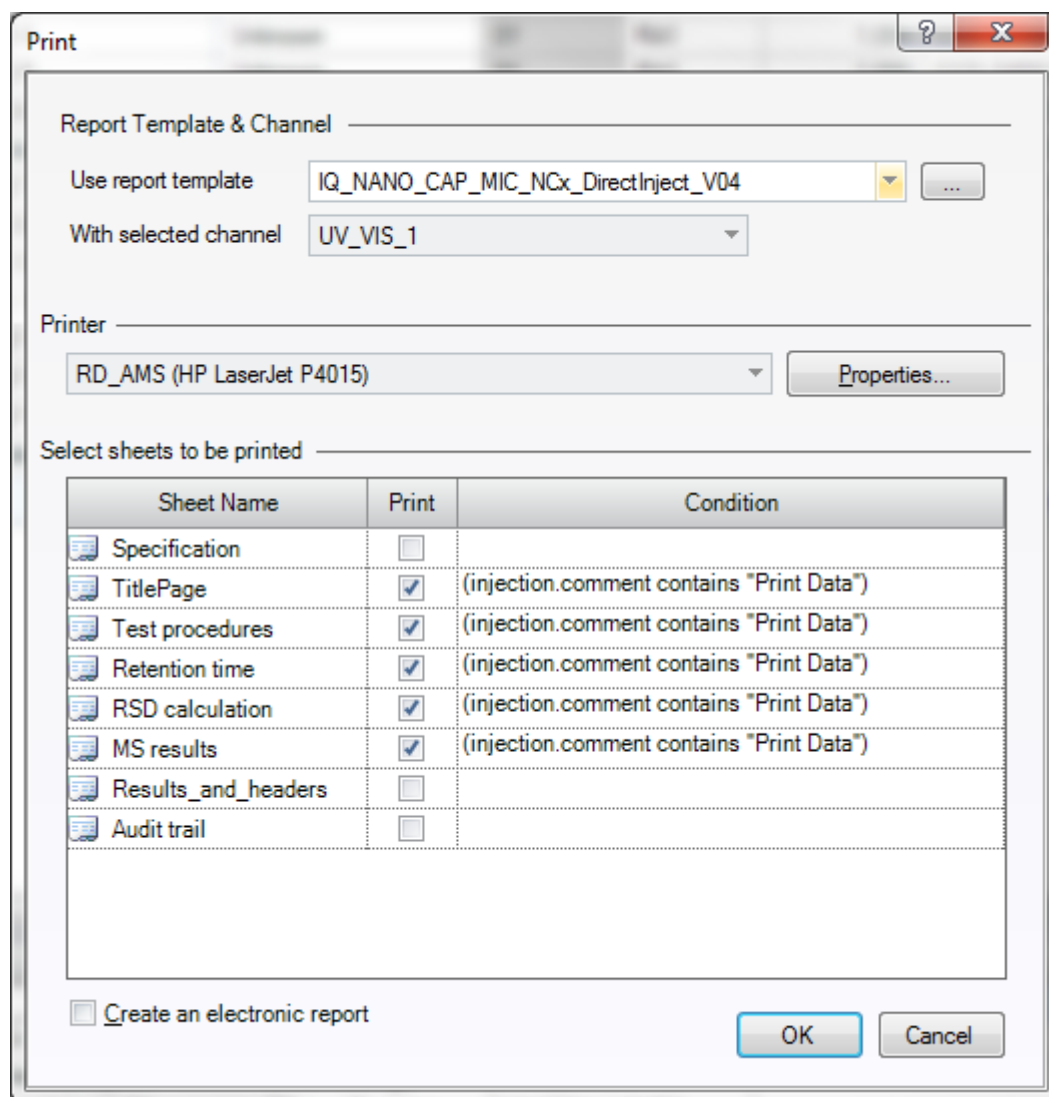 Print
Report Template & Channel
Use report template IQ_NANO_CAP_MIC_NCx_DirectInject_V04 ...
With selected channel UV_VIS_1
Printer
RD_AMS (HP LaserJet P4015) Properties...
Select sheets to be printed
Sheet Name Print Condition
Specification
TitlePage (injection.comment contains "Print Data")
Test procedures (injection.comment contains "Print Data")
Retention time (injection.comment contains "Print Data")
RSD calculation (injection.comment contains "Print Data")
MS results (injection.comment contains "Print Data")
Results_and_headers
Audit trail
Create an electronic report
OK Cancel